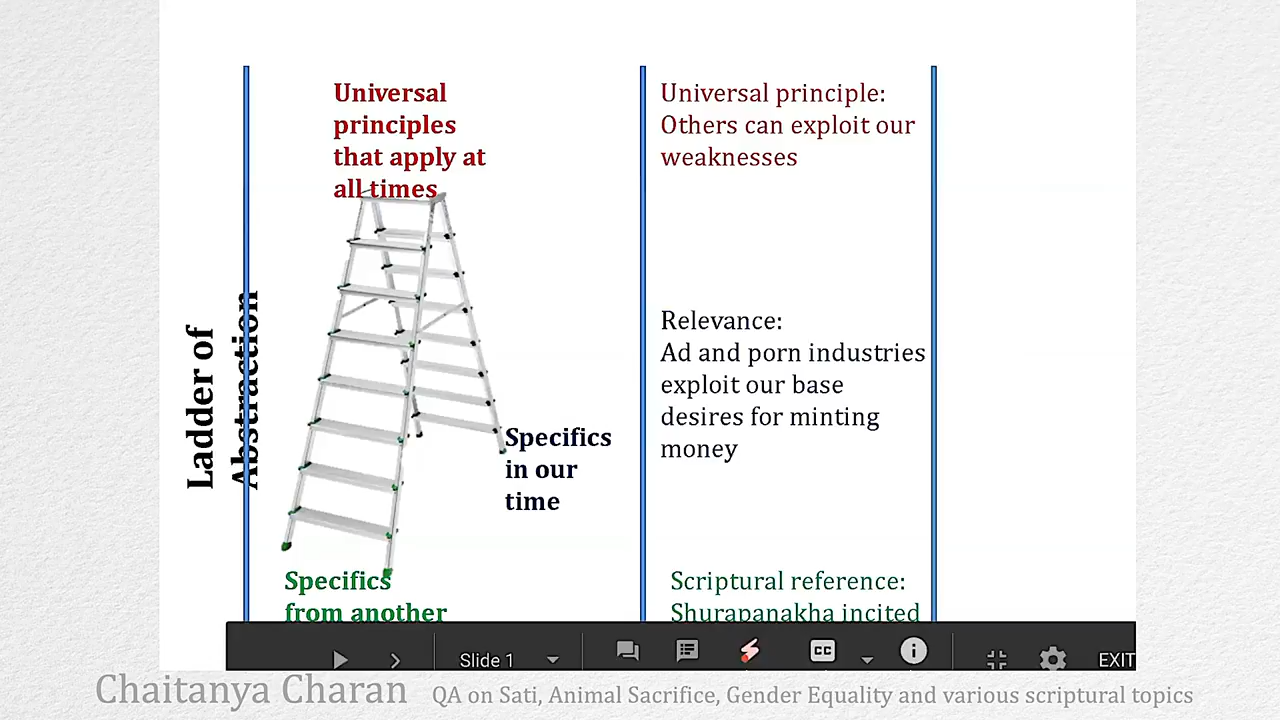 Universal
principles
that apply at
all times
Ladder of
Abstraction
Specifics
in our
time
Specifics
from another
Universal principle:
Others can exploit our
weaknesses
Relevance:
Ad and porn industries
exploit our base
desires for minting
money
Scriptural reference:
Shurapanakha incited
Slide 1
CC
EXIT
Chaitanya Charan
QA on Sati, Animal Sacrifice, Gender Equality and various scriptural topics